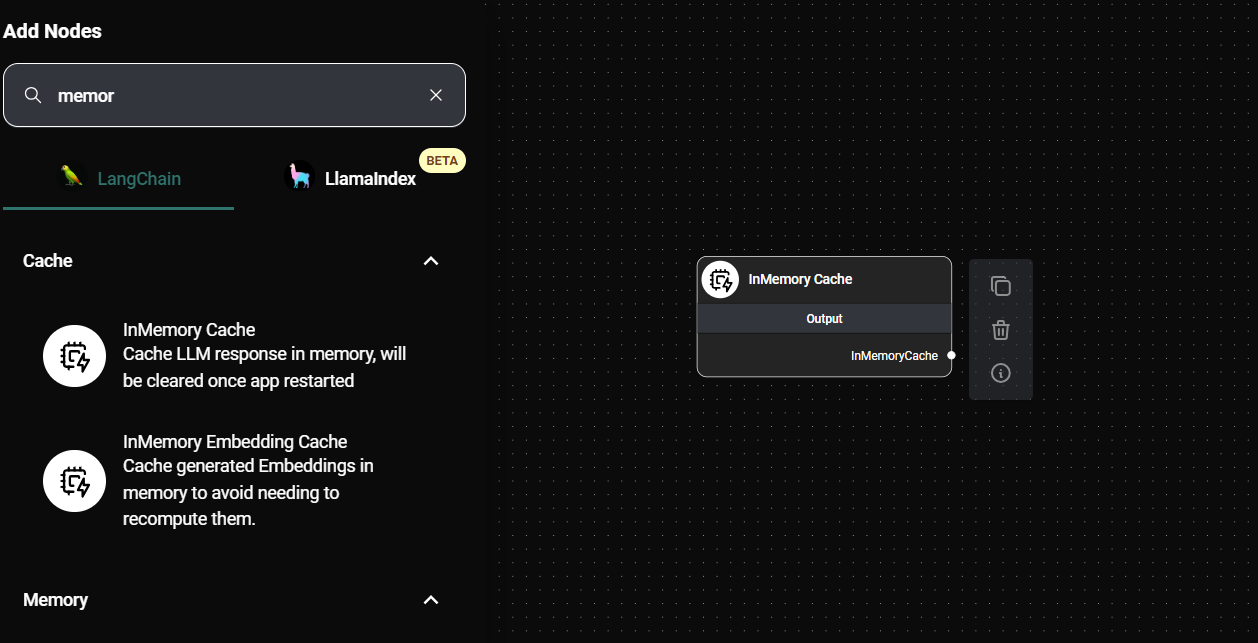 Add Nodes
memor
LangChain
LlamaIndex
BETA
Cache
InMemory Cache
Cache LLM response in memory, will
be cleared once app restarted
InMemory Embedding Cache
Cache generated Embeddings in
memory to avoid needing to
recompute them.
Memory
InMemory Cache
Output
InMemoryCache